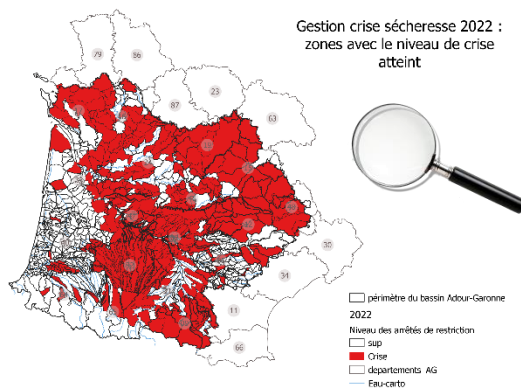 Gestion crise sécheresse 2022 :
zones avec le niveau de crise
atteint
79
86
87
23
63
30
34
11
66
périmètre du bassin Adour-Garonne
2022
Niveau des arrêtés de restriction
sup
Crise
departements AG
Eau-carto